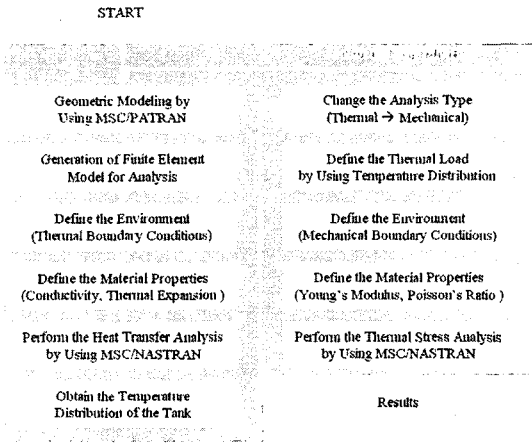 START
Geometric Modeling by
Using MSC/PATRAN
Generation of Finite Element
Model for Analysis
Define the Environment
(Thermal Boundary Conditions)
Define the Material Properties
(Conductivity, Thermal Expansion )
Perform the Heat Transfer Analysis
by Using MSC/NASTRAN
Obtain the Temperature
Distribution of the Tank
Change the Analysis Type
(Thermal → Mechanical)
Define the Thermal Load
by Using Temperature Distribution
Define the Environment
(Mechanical Boundary Conditions)
Define the Material Properties
(Young's Modulus, Poisson's Ratio )
Perform the Thermal Stress Analysis
by Using MSC/NASTRAN
Results